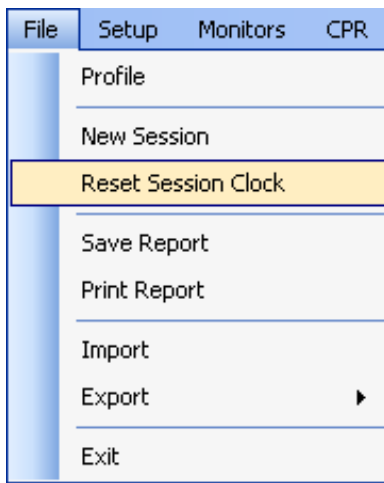 File Setup Monitors CPR
Profile
New Session
Reset Session Clock
Save Report
Print Report
Import
Export
Exit